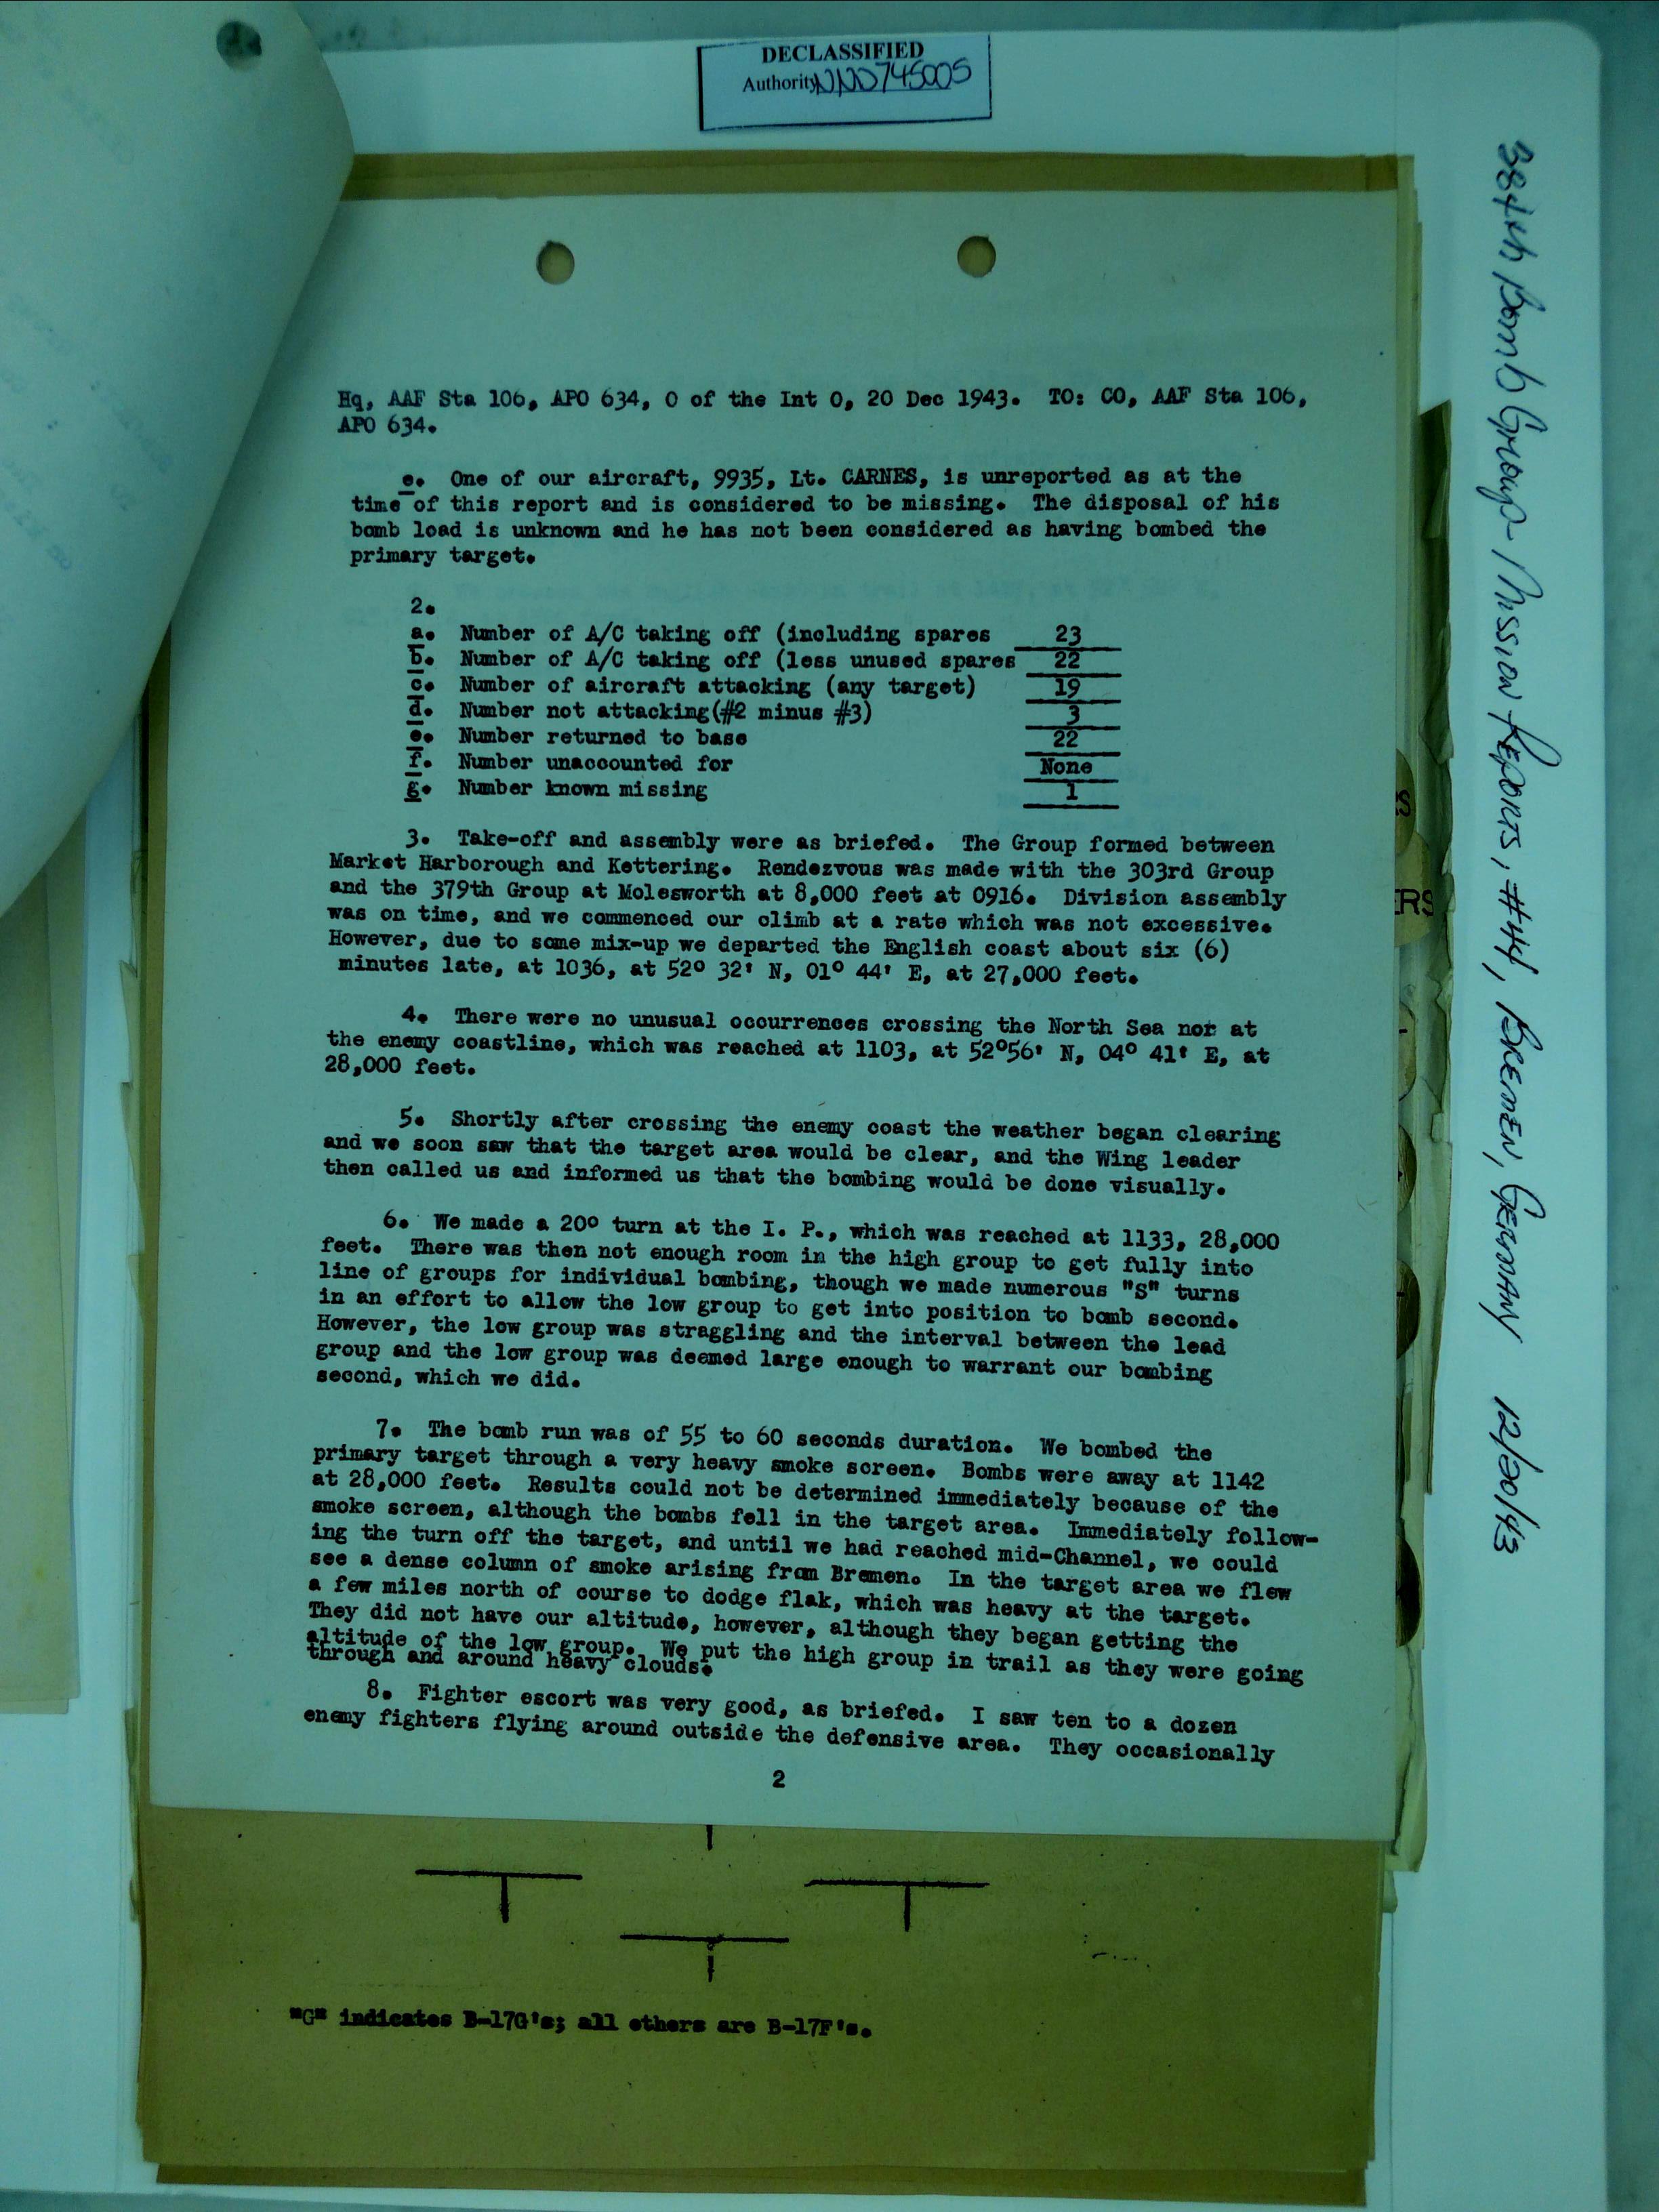 DECLASSIFIED
Authority NND745005
Hq, AAF Sta 106, APO 634, O of the Int O, 20 Dec 1943. TO: CO, AAF Sta 106,
APO 634.
e. One of our aircraft, 9935, Lt. CARNES, is unreported as at the
time of this report and is considered to be missing. The disposal of his
bomb load is unknown and he has not been considered as having bombed the
primary target.
2.
a. Number of A/C taking off (including spares 23
b. Number of A/C taking off (less unused spares 22
c. Number of aircraft attacking (any target) 19
d. Number not attacking(#2 minus #3) 3
e. Number returned to base 22
f. Number unaccounted for None
g. Number known missing 1
3. Take-off and assembly were as briefed. The Group formed between
Market Harborough and Kettering. Rendezvous was made with the 303rd Group
and the 379th Group at Molesworth at 8,000 feet at 0916. Division assembly
was on time, and we commenced our climb at a rate which was not excessive.
However, due to some mix-up we departed the English coast about six (6)
minutes late, at 1036, at 52° 32' N, 01° 44' E, at 27,000 feet.
4. There were no unusual occurrences crossing the North Sea nor at
the enemy coastline, which was reached at 1103, at 52°56' N, 04° 41' E, at
28,000 feet.
5. Shortly after crossing the enemy coast the weather began clearing
and we soon saw that the target area would be clear, and the Wing leader
then called us and informed us that the bombing would be done visually.
6. We made a 20° turn at the I. P., which was reached at 1133, 28,000
feet. There was then not enough room in the high group to get fully into
line of groups for individual bombing, though we made numerous "S" turns
in an effort to allow the low group to get into position to bomb second.
However, the low group was straggling and the interval between the lead
group and the low group was deemed large enough to warrant our bombing
second, which we did.
7. The bomb run was of 55 to 60 seconds duration. We bombed the
primary target through a very heavy smoke screen. Bombs were away at 1142
at 28,000 feet. Results could not be determined immediately because of the
smoke screen, although the bombs fell in the target area. Immediately follow-
ing the turn off the target, and until we had reached mid-Channel, we could
see a dense column of smoke arising from Bremen. In the target area we flew
a few miles north of course to dodge flak, which was heavy at the target.
They did not have our altitude, however, although they began getting the
altitude of the low group. We put the high group in trail as they were going
through and around heavy clouds.
8. Fighter escort was very good, as briefed. I saw ten to a dozen
enemy fighters flying around outside the defensive area. They occasionally
2
"G" indicates B-17G's; all others are B-17F's.
384th Bomb Group - Mission Reports, #44, Bremen, Germany 12/20/43